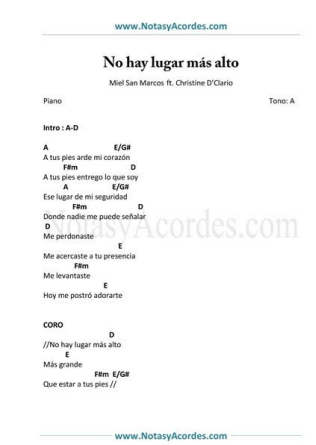 www.NotasyAcordes.com
No hay lugar más alto
Miel San Marcos ft. Christine D'Clario
Piano Tono: A
Intro : A-D
A E/G#
A tus pies arde mi corazón
F#m D
A tus pies entrego lo que soy
A E/G#
Ese lugar de mi seguridad
F#m D
Donde nadie me puede señalar
D
Me perdonaste
E
Me acercaste a tu presencia
F#m
Me levantaste
E
Hoy me postró adorarte
NotasyAcordes.com
CORO
D
//No hay lugar más alto
E
Más grande
F#m E/G#
Que estar a tus pies //
www.NotasyAcordes.com